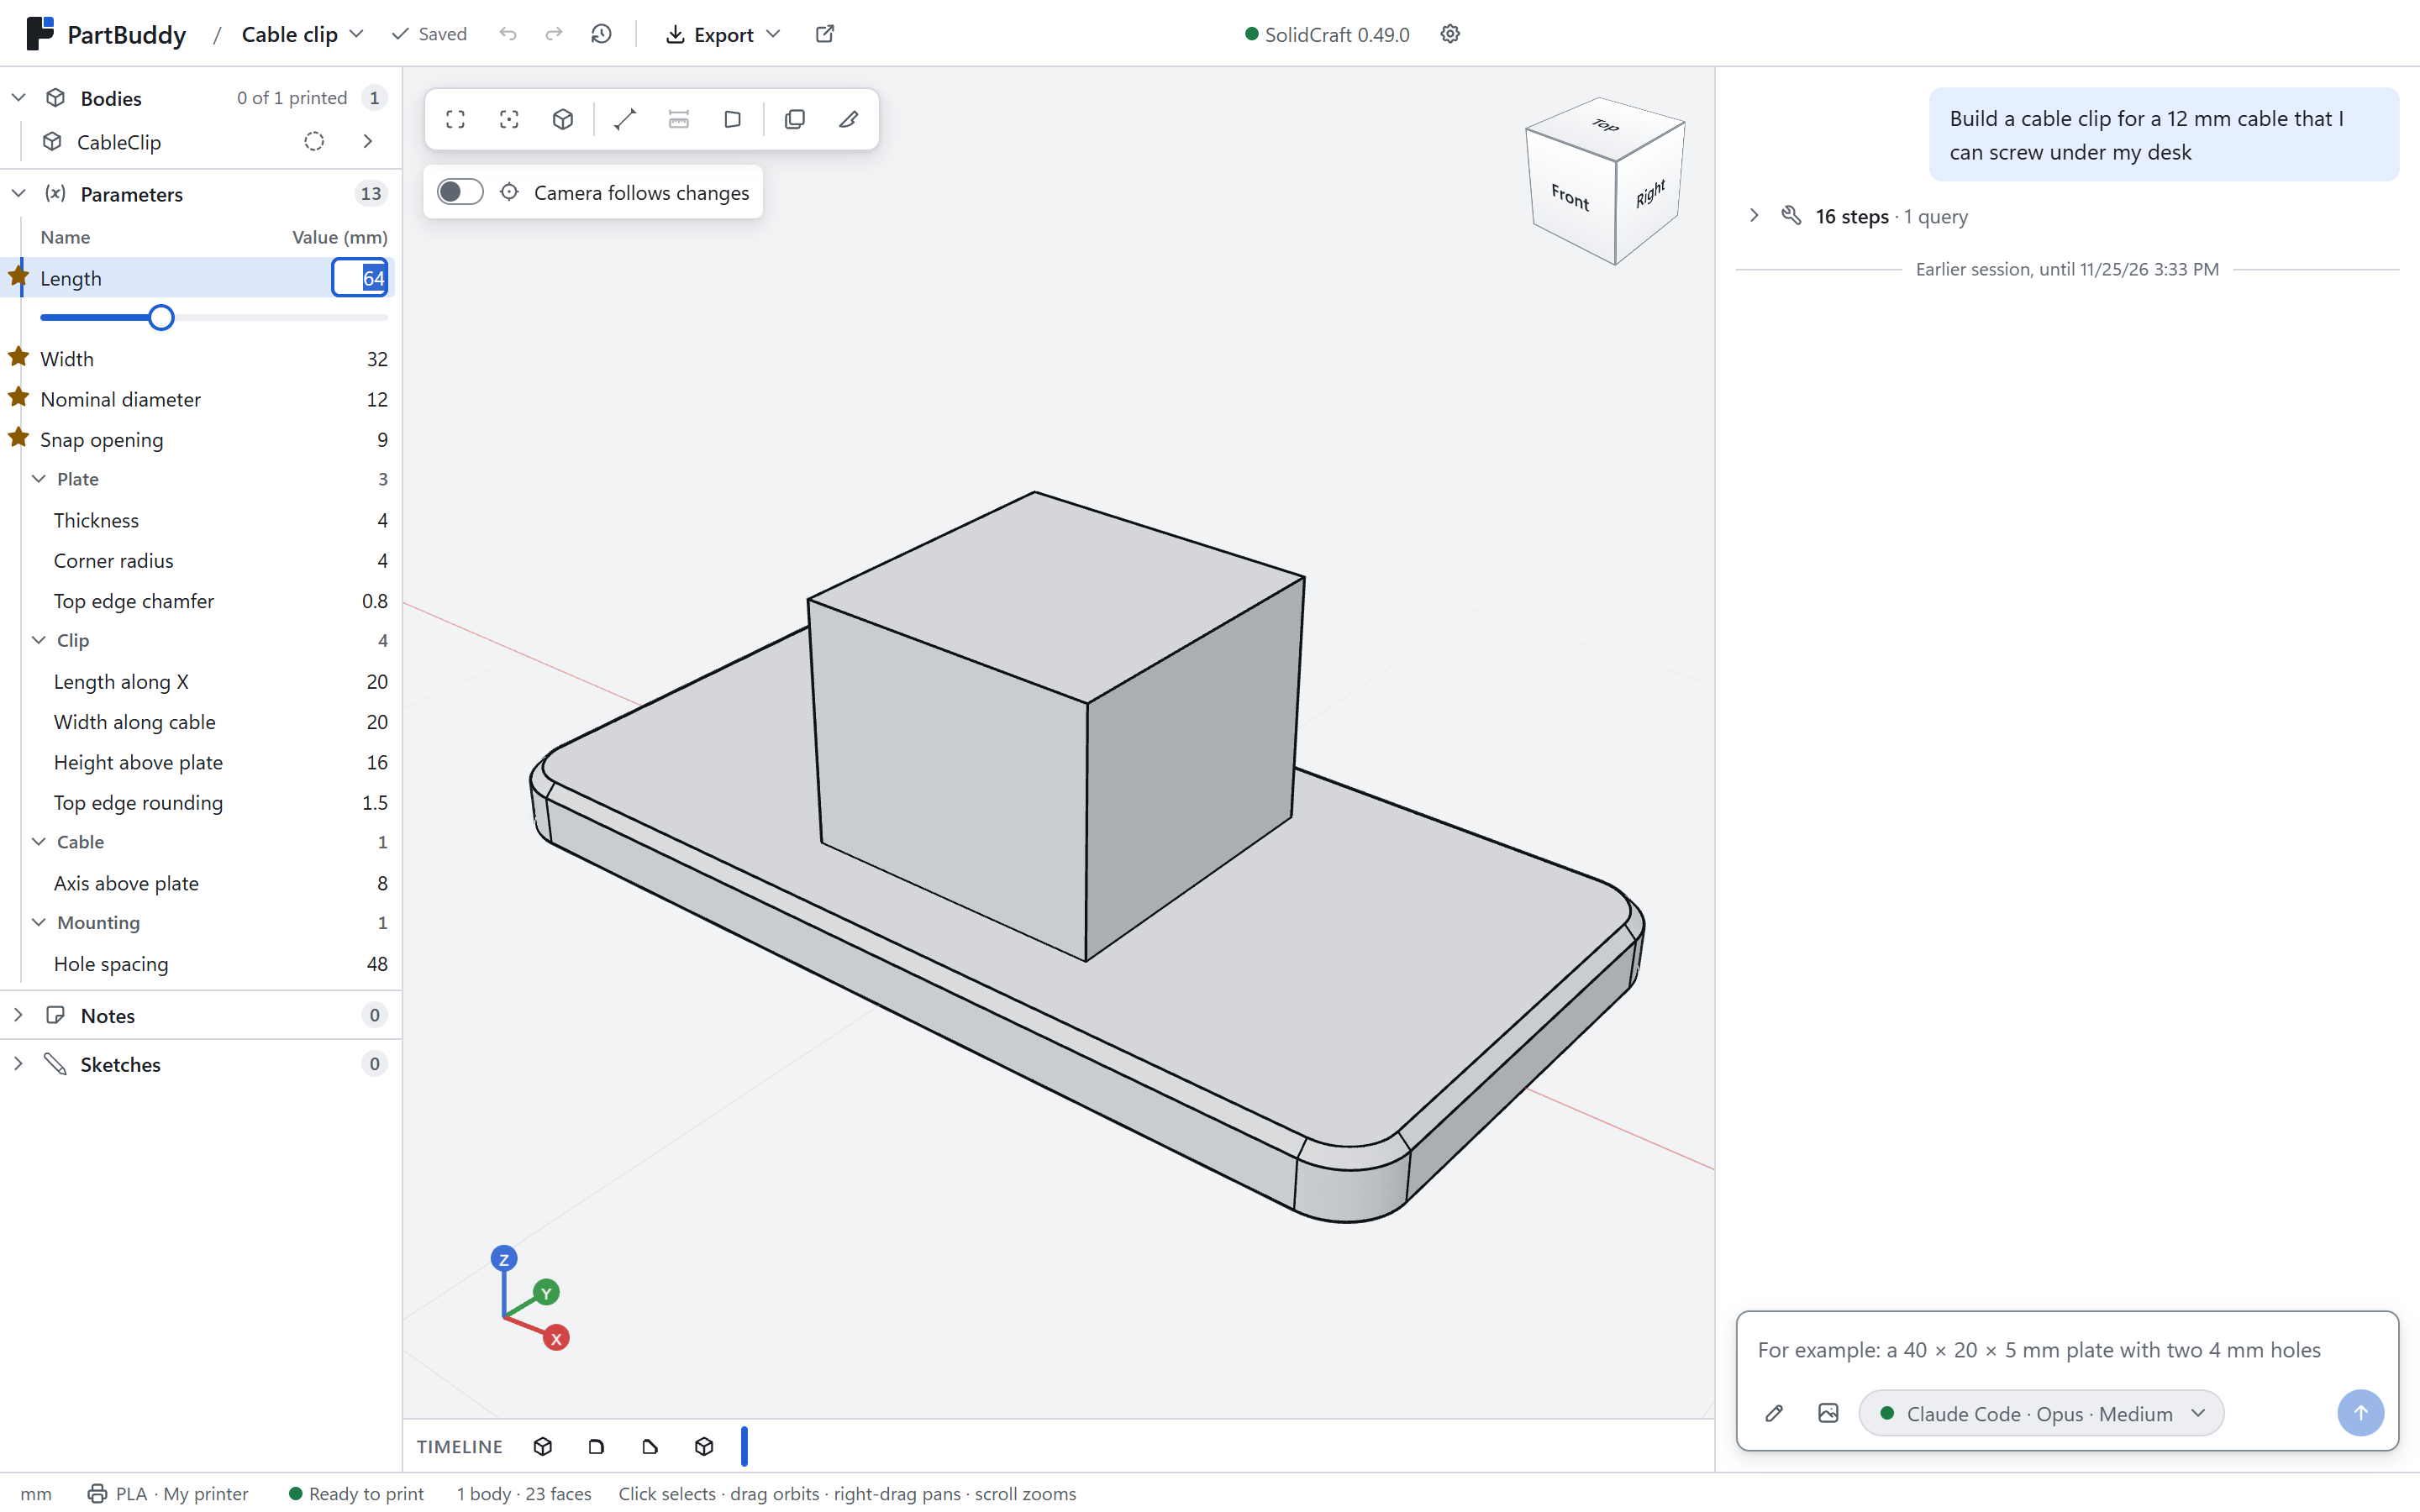 PartBuddy / Cable clip Saved Export SolidCraft 0.49.0
Bodies 0 of 1 printed 1
CableClip
Parameters 13
Name Value (mm)
Length 64
Width 32
Nominal diameter 12
Snap opening 9
Plate 3
Thickness 4
Corner radius 4
Top edge chamfer 0.8
Clip 4
Length along X 20
Width along cable 20
Height above plate 16
Top edge rounding 1.5
Cable 1
Axis above plate 8
Mounting 1
Hole spacing 48
Notes 0
Sketches 0
Camera follows changes
Top
Front
Right
Z
Y
X
TIMELINE
Build a cable clip for a 12 mm cable that I
can screw under my desk
16 steps · 1 query
Earlier session, until 11/25/26 3:33 PM
For example: a 40 × 20 × 5 mm plate with two 4 mm holes
Claude Code · Opus · Medium
mm PLA · My printer Ready to print 1 body · 23 faces Click selects · drag orbits · right-drag pans · scroll zooms